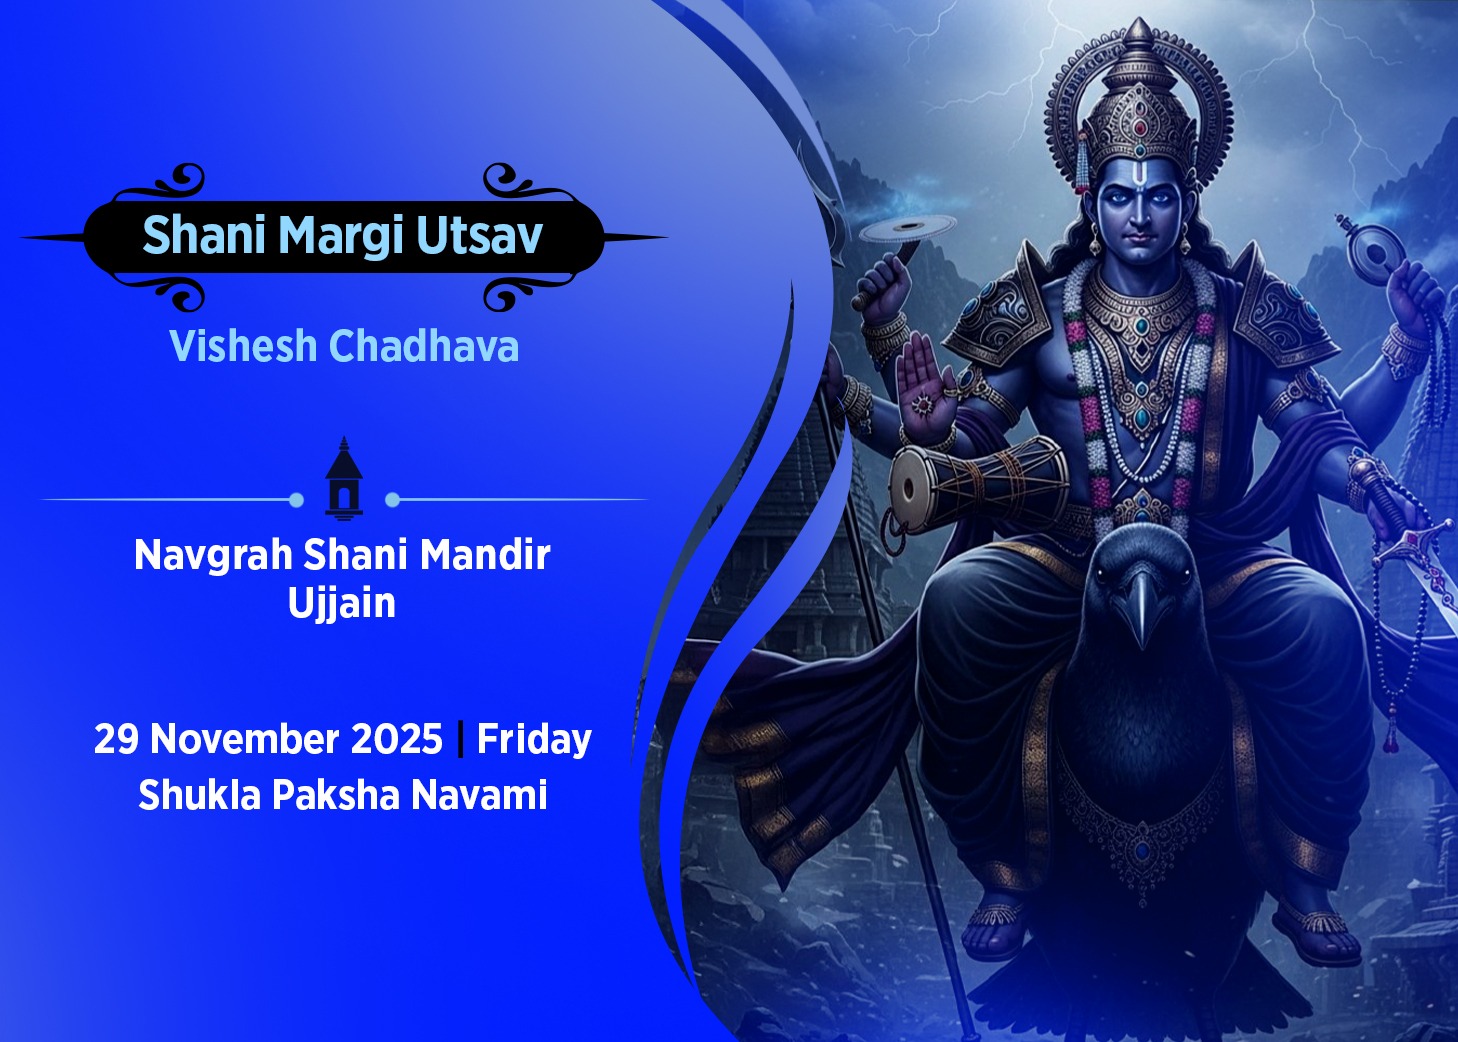 Shani Margi Utsav
Vishesh Chadhava
Navgrah Shani Mandir
Ujjain
29 November 2025 | Friday
Shukla Paksha Navami